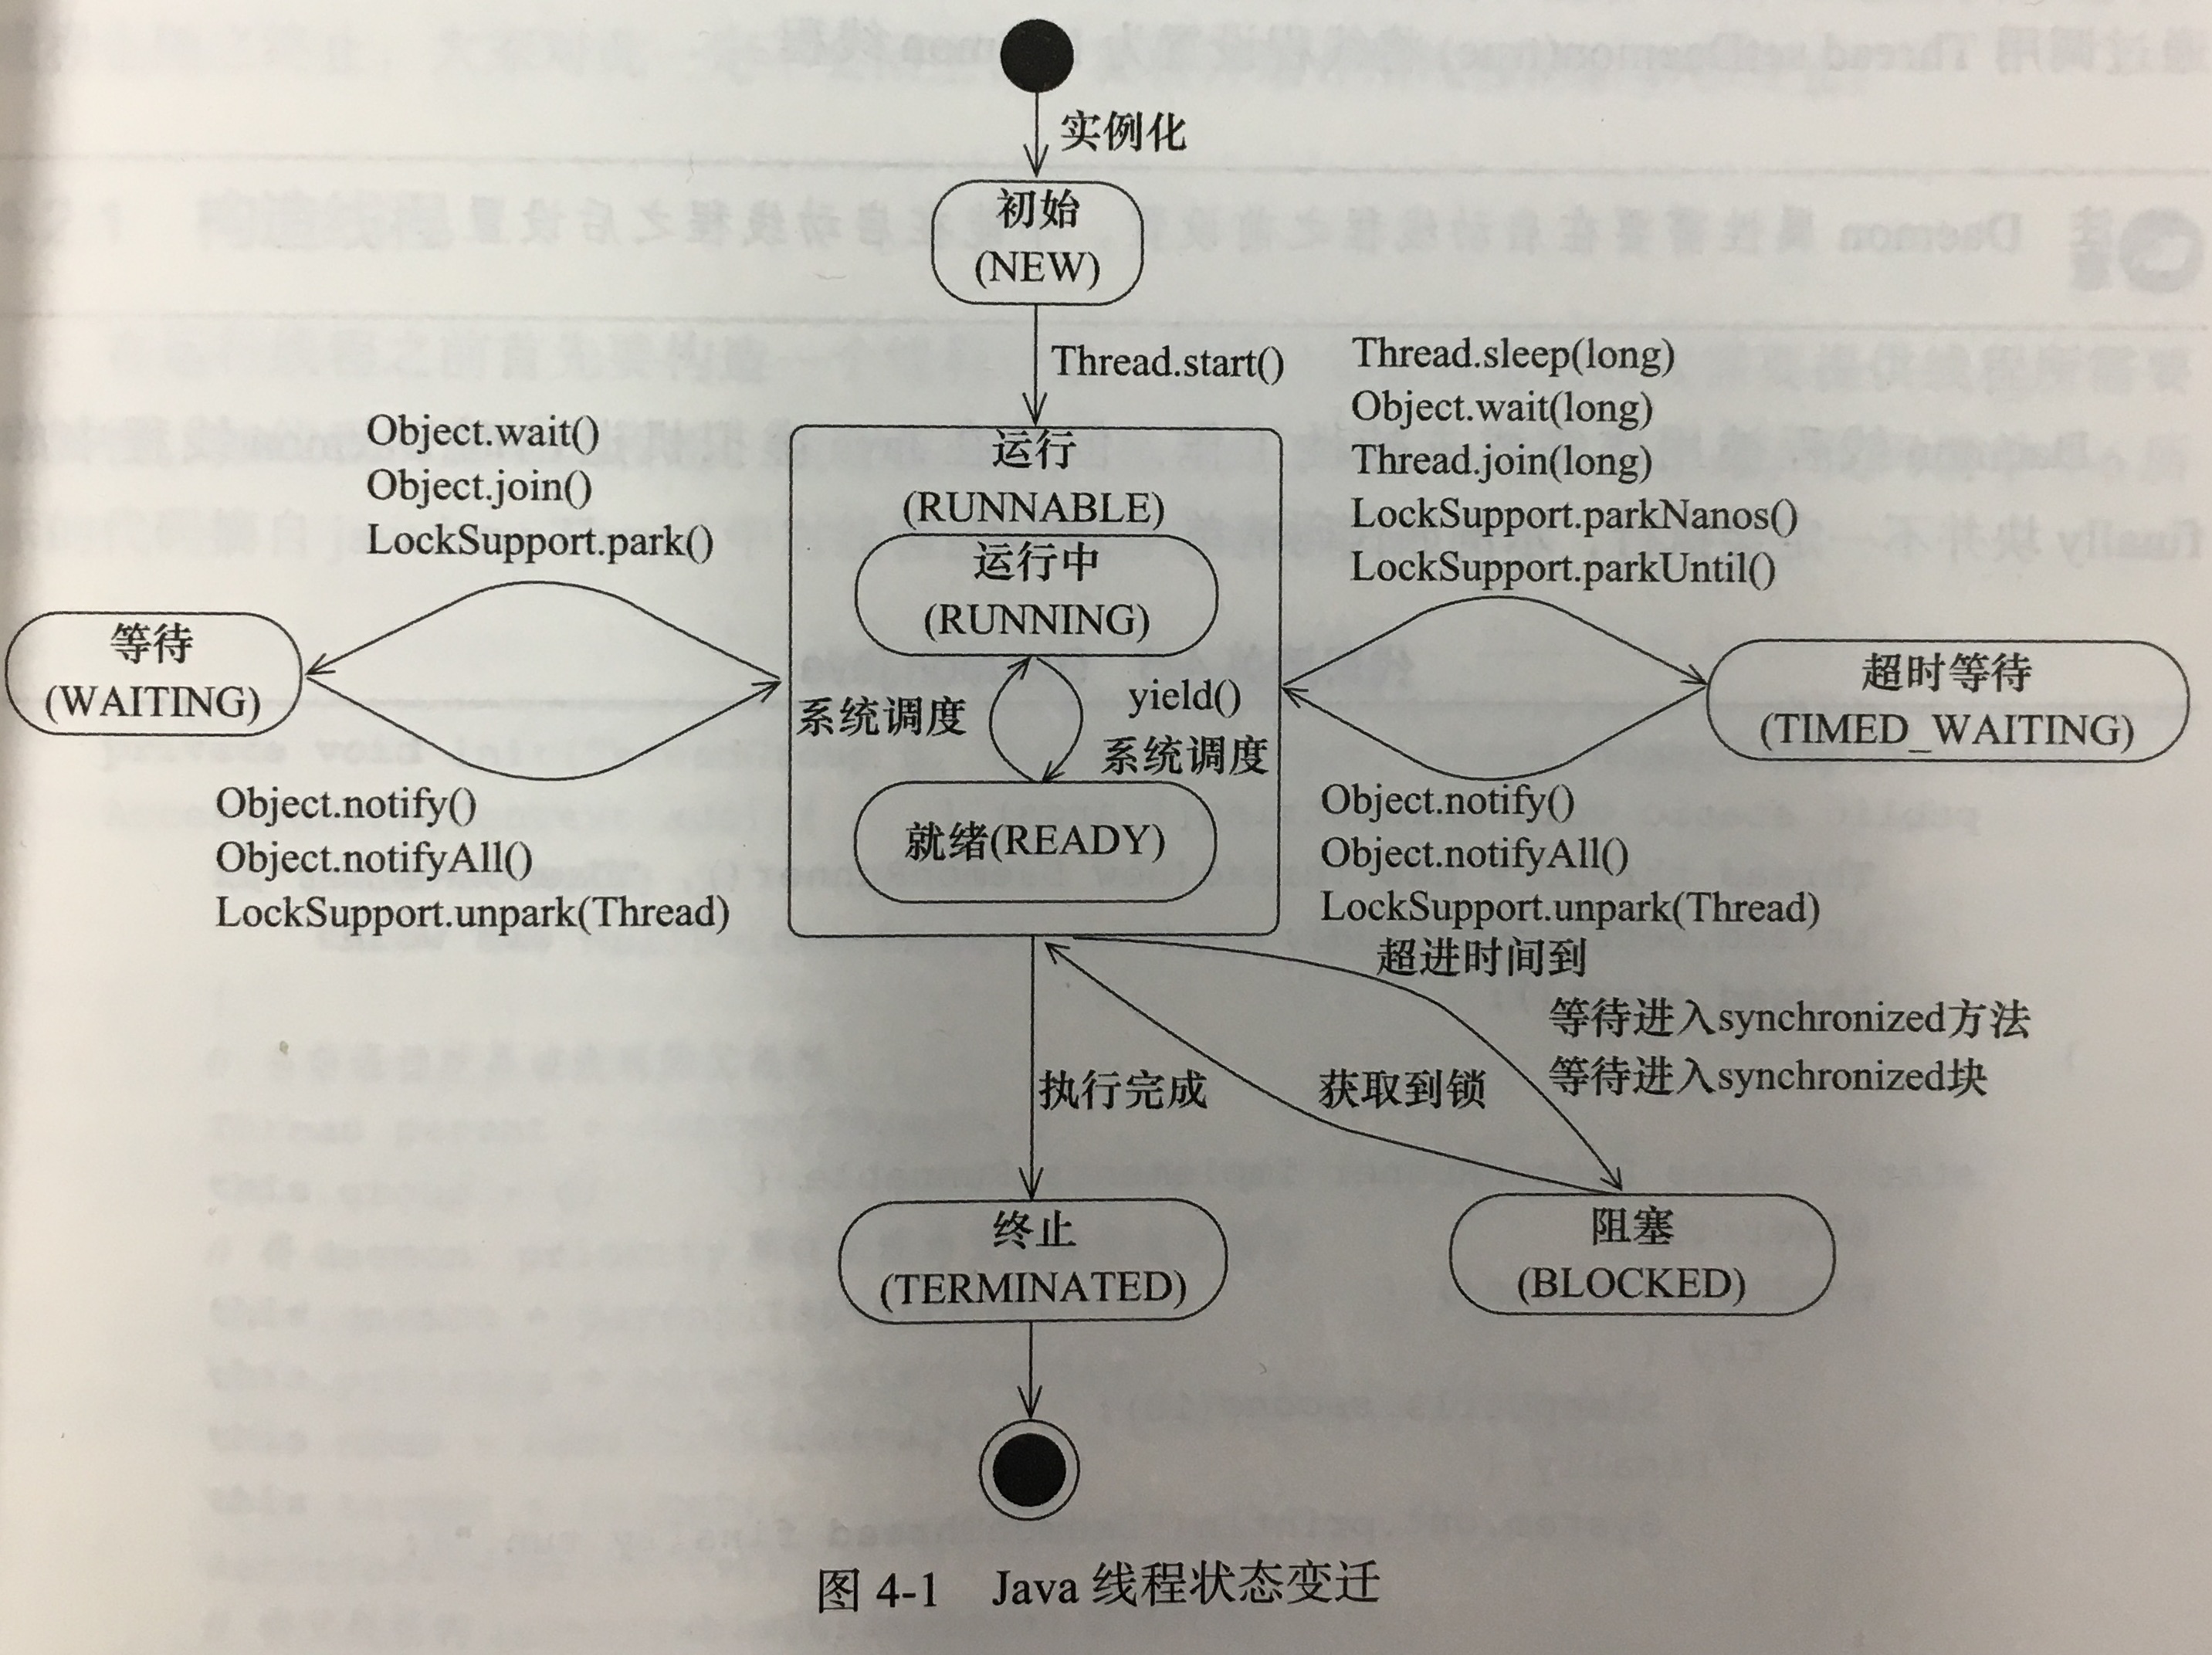 实例化
初始
(NEW)
Thread.start()
Thread.sleep(long)
Object.wait(long)
Thread.join(long)
LockSupport.parkNanos()
LockSupport.parkUntil()
Object.wait()
Object.join()
LockSupport.park()
运行
(RUNNABLE)
运行中
(RUNNING)
等待
(WAITING)
系统调度
yield()
系统调度
超时等待
(TIMED_WAITING)
就绪(READY)
Object.notify()
Object.notifyAll()
LockSupport.unpark(Thread)
Object.notify()
Object.notifyAll()
LockSupport.unpark(Thread)
超进时间到
等待进入synchronized方法
等待进入synchronized块
执行完成
获取到锁
终止
(TERMINATED)
阻塞
(BLOCKED)
图 4-1 Java 线程状态变迁